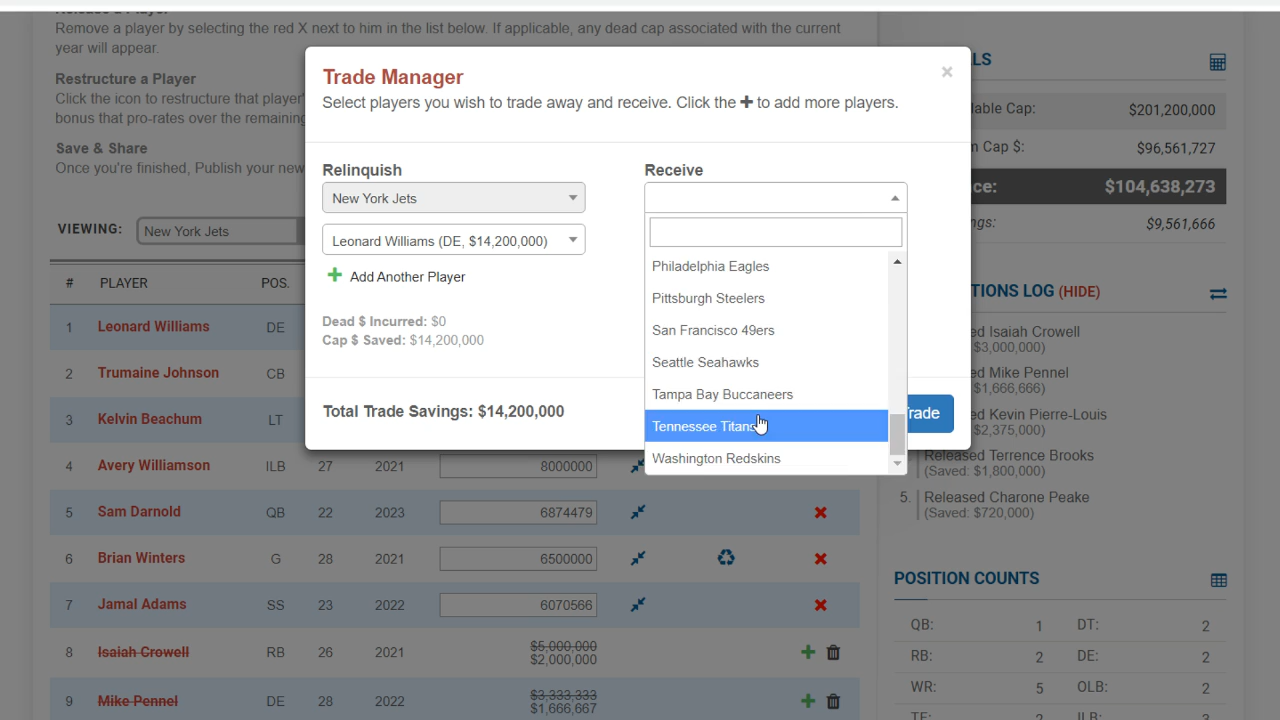 Remove a player by selecting the red X next to him in the list below. If applicable, any dead cap associated with the current
year will appear.
Restructure a Player
Click the icon to restructure that player'
bonus that pro-rates over the remaining
Save & Share
Once you're finished, Publish your new
VIEWING: New York Jets
# PLAYER POS.
1 Leonard Williams DE
2 Trumaine Johnson CB
3 Kelvin Beachum LT
4 Avery Williamson ILB 27 2021 8000000
5 Sam Darnold QB 22 2023 6874479
6 Brian Winters G 28 2021 6500000
7 Jamal Adams SS 23 2022 6070566
8 Isaiah Crowell RB 26 2021 $5,000,000
$2,000,000
9 Mike Pennel DE 28 2022 $3,333,333
$1,666,667
Trade Manager
×
Select players you wish to trade away and receive. Click the + to add more players.
Relinquish
New York Jets
Leonard Williams (DE, $14,200,000)
Add Another Player
Dead $ Incurred: $0
Cap $ Saved: $14,200,000
Total Trade Savings: $14,200,000
Receive
Philadelphia Eagles
Pittsburgh Steelers
San Francisco 49ers
Seattle Seahawks
Tampa Bay Buccaneers
Tennessee Titans
Washington Redskins
rade
LS
lable Cap: $201,200,000
n Cap $: $96,561,727
ce: $104,638,273
ngs: $9,561,666
TIONS LOG (HIDE)
ed Isaiah Crowell
$3,000,000)
ed Mike Pennel
$1,666,666)
ed Kevin Pierre-Louis
$2,375,000)
Released Terrence Brooks
(Saved: $1,800,000)
5. Released Charone Peake
(Saved: $720,000)
POSITION COUNTS
QB: 1 DT: 2
RB: 2 DE: 2
WR: 5 OLB: 2